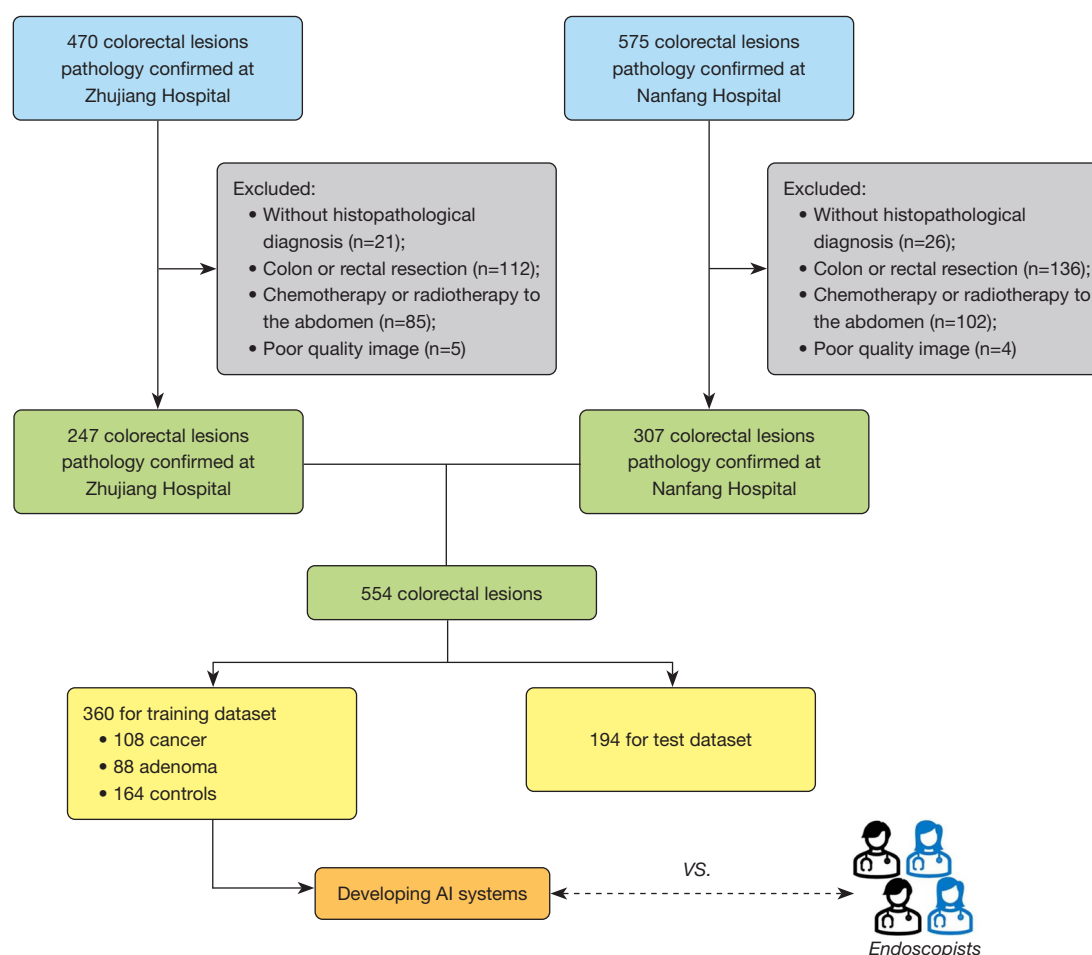 470 colorectal lesions
pathology confirmed at
Zhujiang Hospital
575 colorectal lesions
pathology confirmed at
Nanfang Hospital
Excluded:
• Without histopathological
diagnosis (n=21);
• Colon or rectal resection (n=112);
• Chemotherapy or radiotherapy to
the abdomen (n=85);
• Poor quality image (n=5)
Excluded:
• Without histopathological
diagnosis (n=26);
• Colon or rectal resection (n=136);
• Chemotherapy or radiotherapy to
the abdomen (n=102);
• Poor quality image (n=4)
247 colorectal lesions
pathology confirmed at
Zhujiang Hospital
307 colorectal lesions
pathology confirmed at
Nanfang Hospital
554 colorectal lesions
360 for training dataset
• 108 cancer
• 88 adenoma
• 164 controls
194 for test dataset
Developing AI systems
VS.
Endoscopists